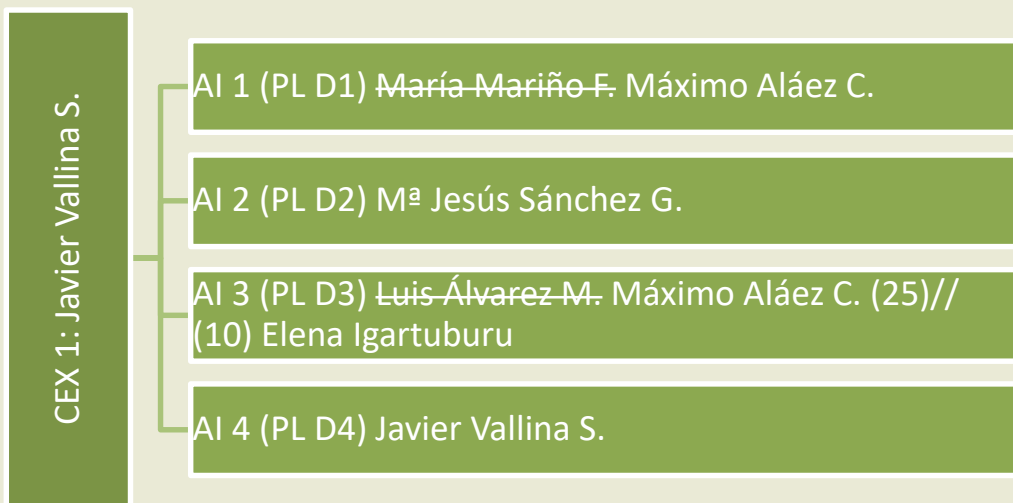 CEX 1: Javier Vallina S.
AI 1 (PL D1) María Mariño F. Máximo Aláez C.
AI 2 (PL D2) Mª Jesús Sánchez G.
AI 3 (PL D3) Luis Álvarez M. Máximo Aláez C. (25)//
(10) Elena Igartuburu
AI 4 (PL D4) Javier Vallina S.